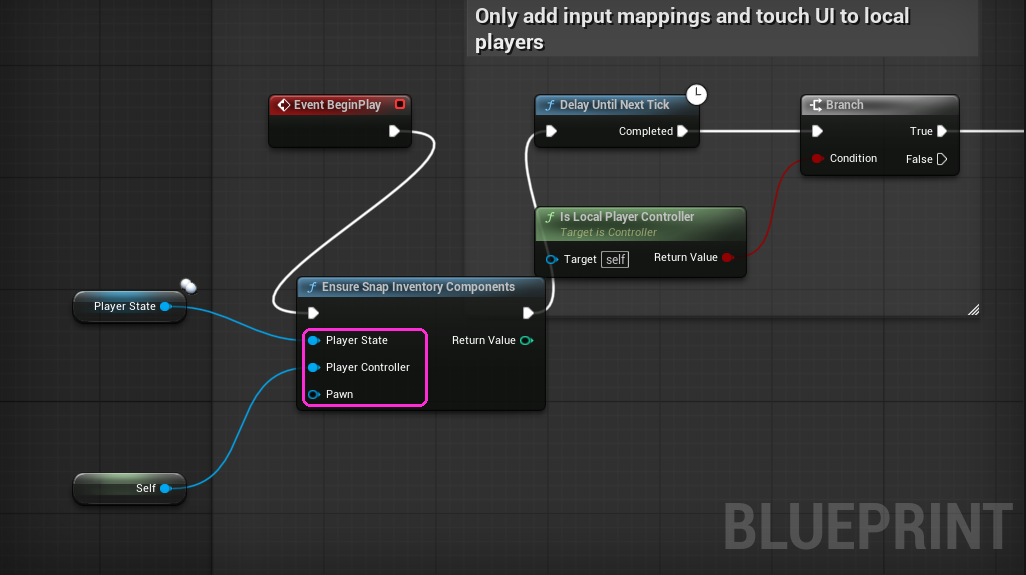 Only add input mappings and touch UI to local
players
Event BeginPlay
Delay Until Next Tick
Completed
Branch
True
Condition
False
Is Local Player Controller
Target is Controller
Target
self
Return Value
Player State
Ensure Snap Inventory Components
Player State
Return Value
Player Controller
Pawn
Self
BLUEPRINT